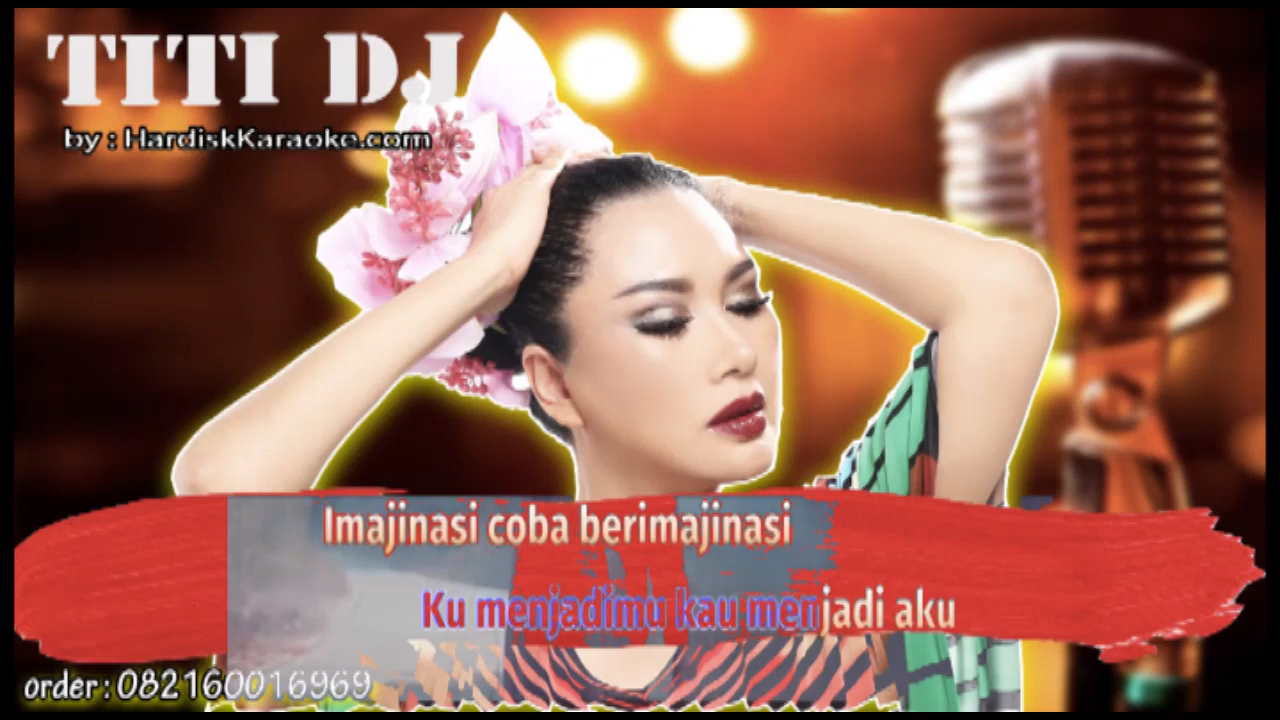 TITI DJ
by : HardiskKaraoke.com
Imajinasi coba berimajinasi
Ku menjadimu kau menjadi aku
order : 082160016969